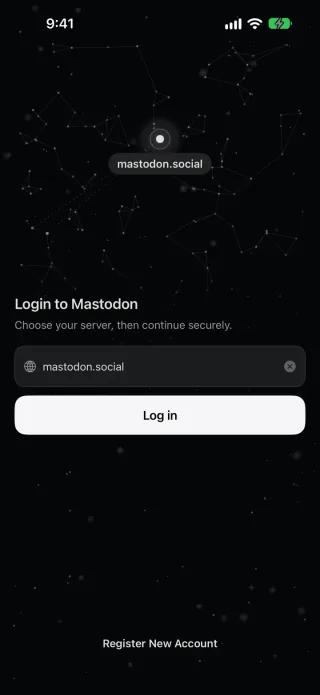 9:41
mastodon.social
Login to Mastodon
Choose your server, then continue securely.
mastodon.social
Log in
Register New Account